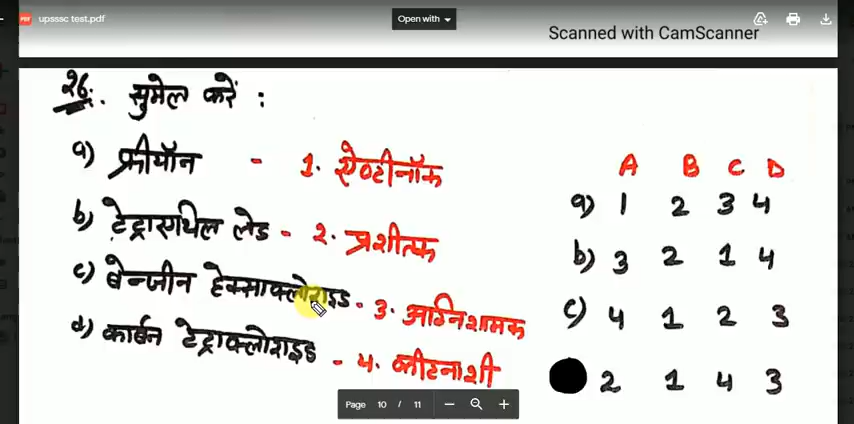 upsssc test.pdf
Open with
Scanned with CamScanner
26. सुमेल करें :
a) फ्रीयॉन - 1. ऐण्टीनॉक
b) टेट्राएथिल लेड - 2. प्रशीतक
c) बेन्जीन हेक्साक्लोराइड - 3. अग्निशामक
d) कार्बन टेट्राक्लोराइड - 4. कीटनाशी
A B C D
a) 1 2 3 4
b) 3 2 1 4
c) 4 1 2 3
2 1 4 3
Page 10 / 11